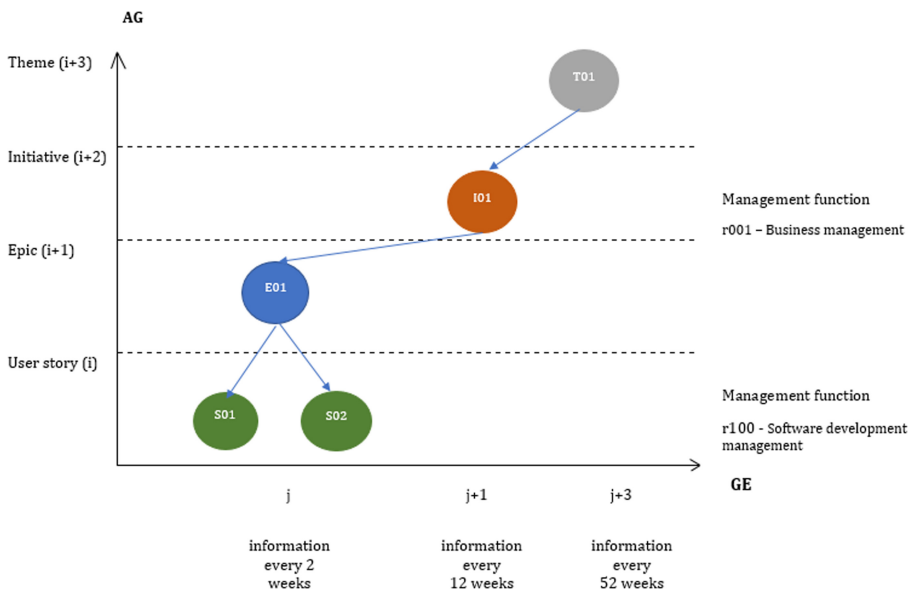 AG
Theme (i+3)
T01
Initiative (i+2)
I01
Management function
r001 – Business management
Epic (i+1)
E01
User story (i)
S01
S02
Management function
r100 - Software development
management
GE
j
j+1
j+3
information
every 2
weeks
information
every
12 weeks
information
every
52 weeks